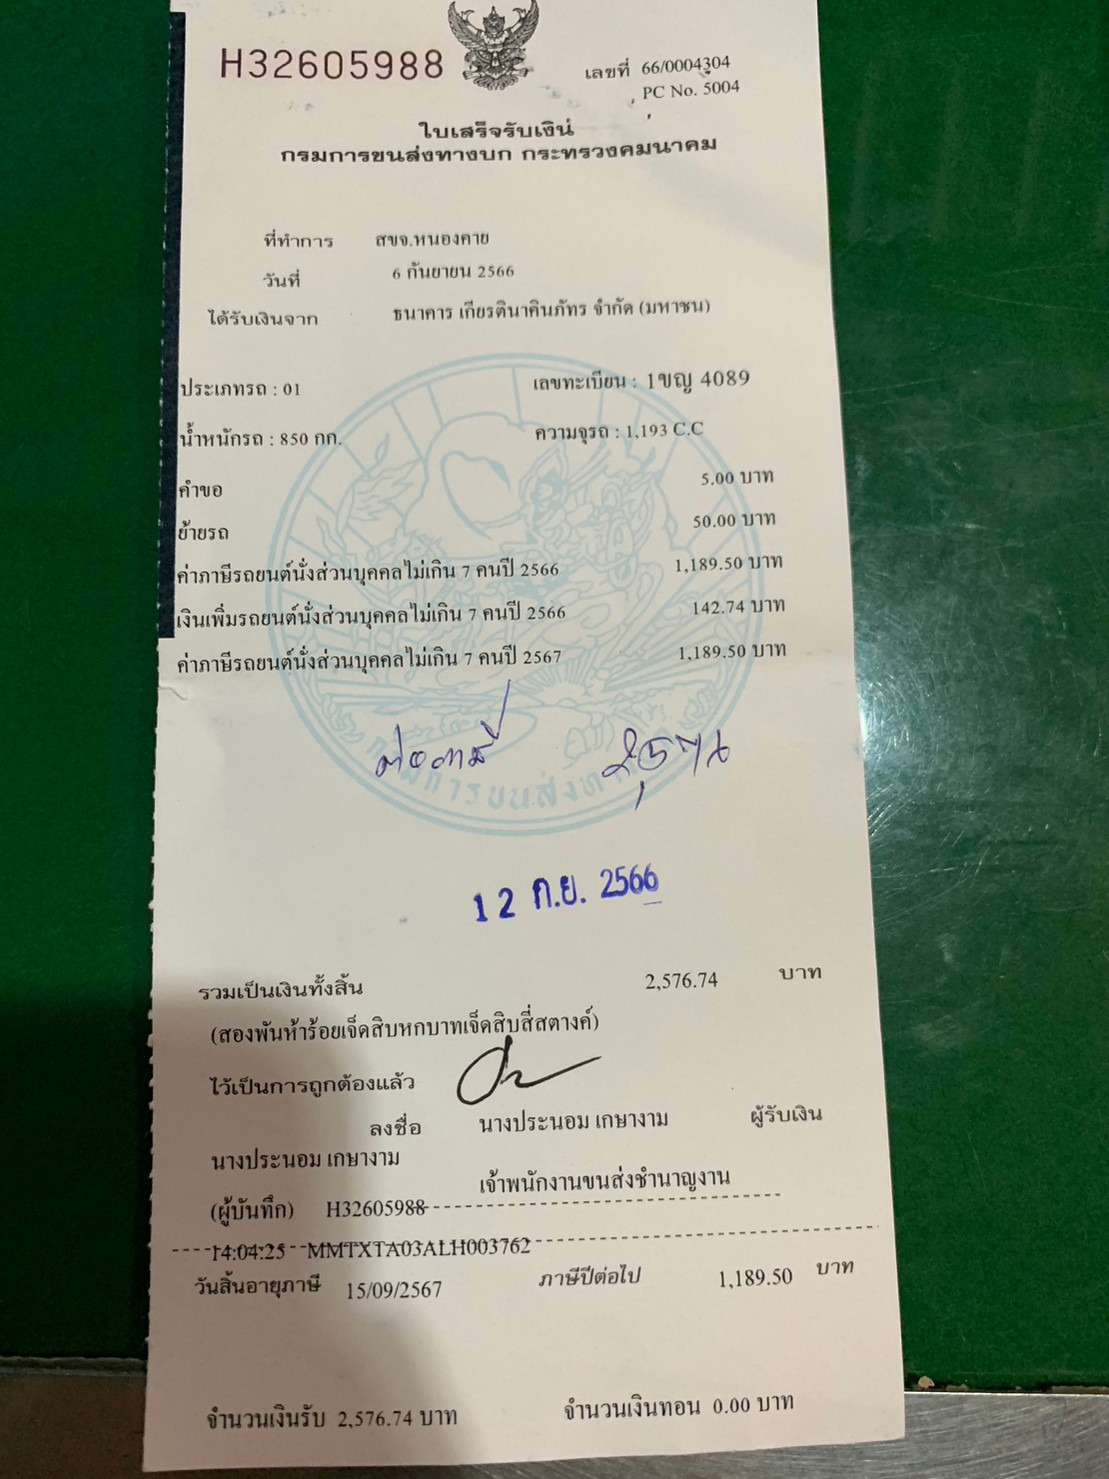 H32605988
เลขที่ 66/0004304
PC No. 5004
ใบเสร็จรับเงิน
กรมการขนส่งทางบก กระทรวงคมนาคม
ที่ทำการ สขจ.หนองคาย
วันที่ 6 กันยายน 2566
ได้รับเงินจาก ธนาคาร เกียรตินาคินภัทร จำกัด (มหาชน)
ประเภทรถ : 01 เลขทะเบียน : 1ขญ 4089
น้ำหนักรถ : 850 กก. ความจุรถ : 1,193 C.C
คำขอ 5.00 บาท
ย้ายรถ 50.00 บาท
ค่าภาษีรถยนต์นั่งส่วนบุคคลไม่เกิน 7 คนปี 2566 1,189.50 บาท
เงินเพิ่มรถยนต์นั่งส่วนบุคคลไม่เกิน 7 คนปี 2566 142.74 บาท
ค่าภาษีรถยนต์นั่งส่วนบุคคลไม่เกิน 7 คนปี 2567 1,189.50 บาท
12 ก.ย. 2566
รวมเป็นเงินทั้งสิ้น 2,576.74 บาท
(สองพันห้าร้อยเจ็ดสิบหกบาทเจ็ดสิบสี่สตางค์)
ไว้เป็นการถูกต้องแล้ว
ลงชื่อ นางประนอม เกษางาม ผู้รับเงิน
นางประนอม เกษางาม
เจ้าพนักงานขนส่งชำนาญงาน
(ผู้บันทึก) H32605988
14:04:25 MMTXTA03ALH003762
วันสิ้นอายุภาษี 15/09/2567 ภาษีปีต่อไป 1,189.50 บาท
จำนวนเงินรับ 2,576.74 บาท จำนวนเงินทอน 0.00 บาท